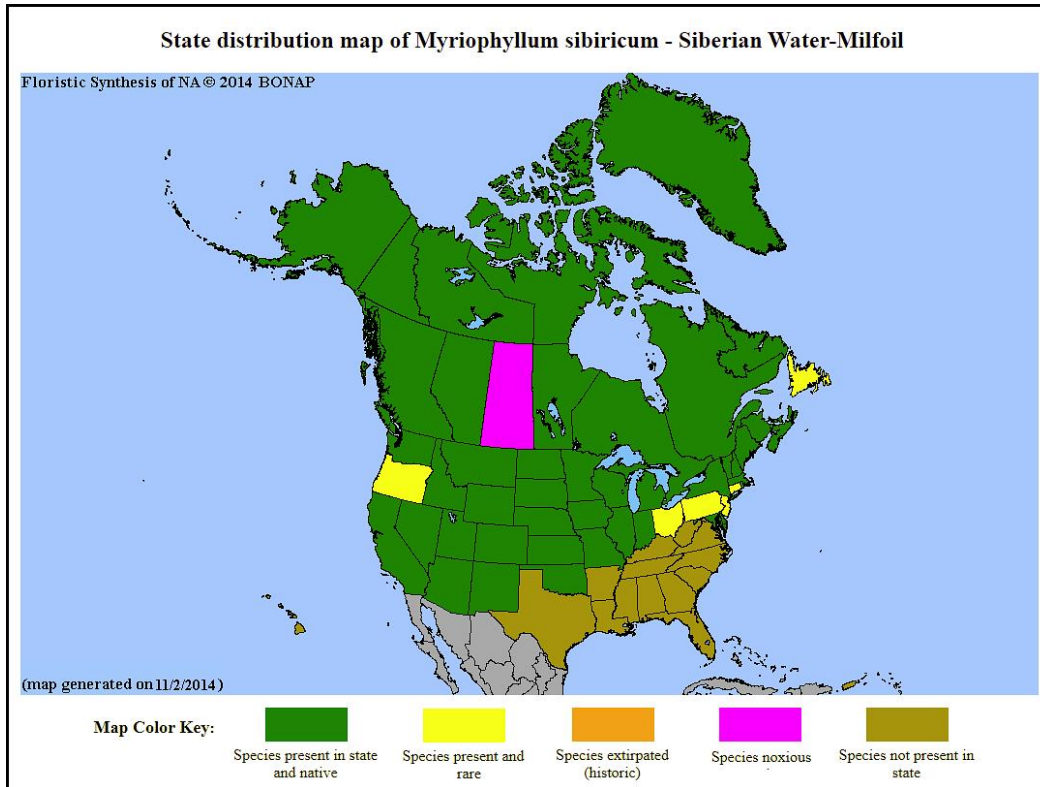 State distribution map of Myriophyllum sibiricum - Siberian Water-Milfoil
Floristic Synthesis of NA © 2014 BONAP
(map generated on 11/2/2014)
Map Color Key:
Species present in state
and native
Species present and
rare
Species extirpated
(historic)
Species noxious
Species not present in
state